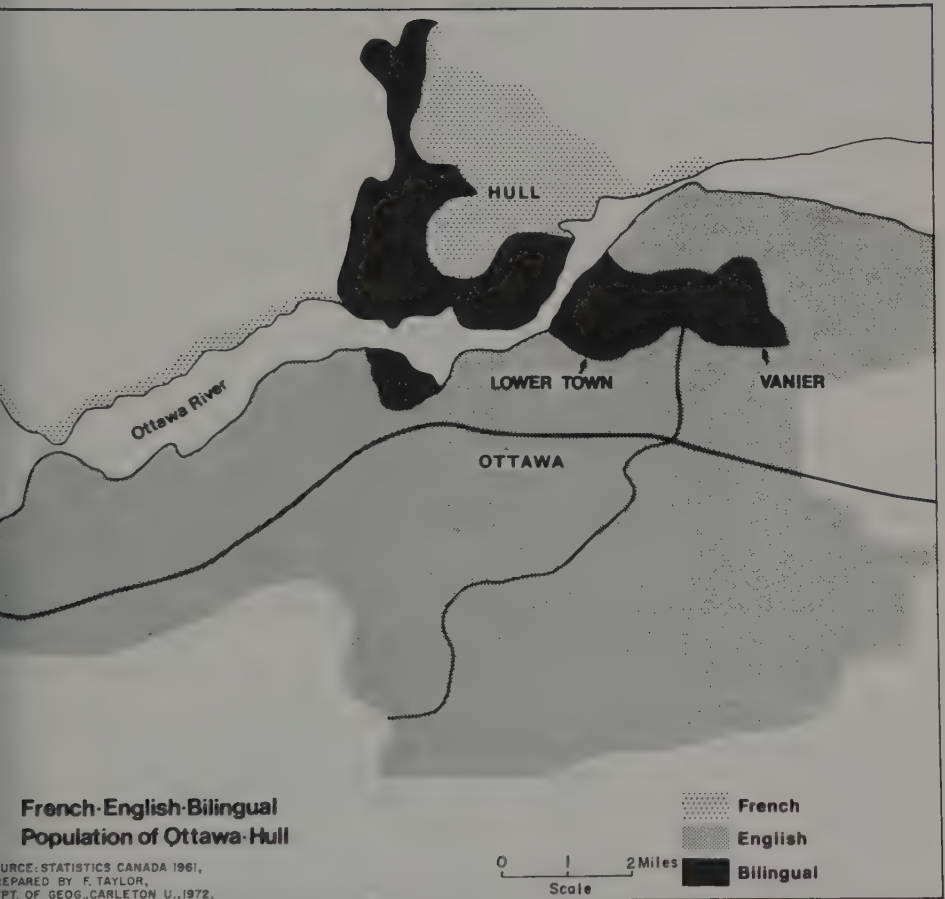 HULL
Ottawa River
LOWER TOWN
VANIER
OTTAWA
French·English·Bilingual
Population of Ottawa·Hull
URCE: STATISTICS CANADA 1961,
EPARED BY F. TAYLOR,
PT. OF GEOG., CARLETON U., 1972.
0 1 2 Miles
Scale
French
English
Bilingual